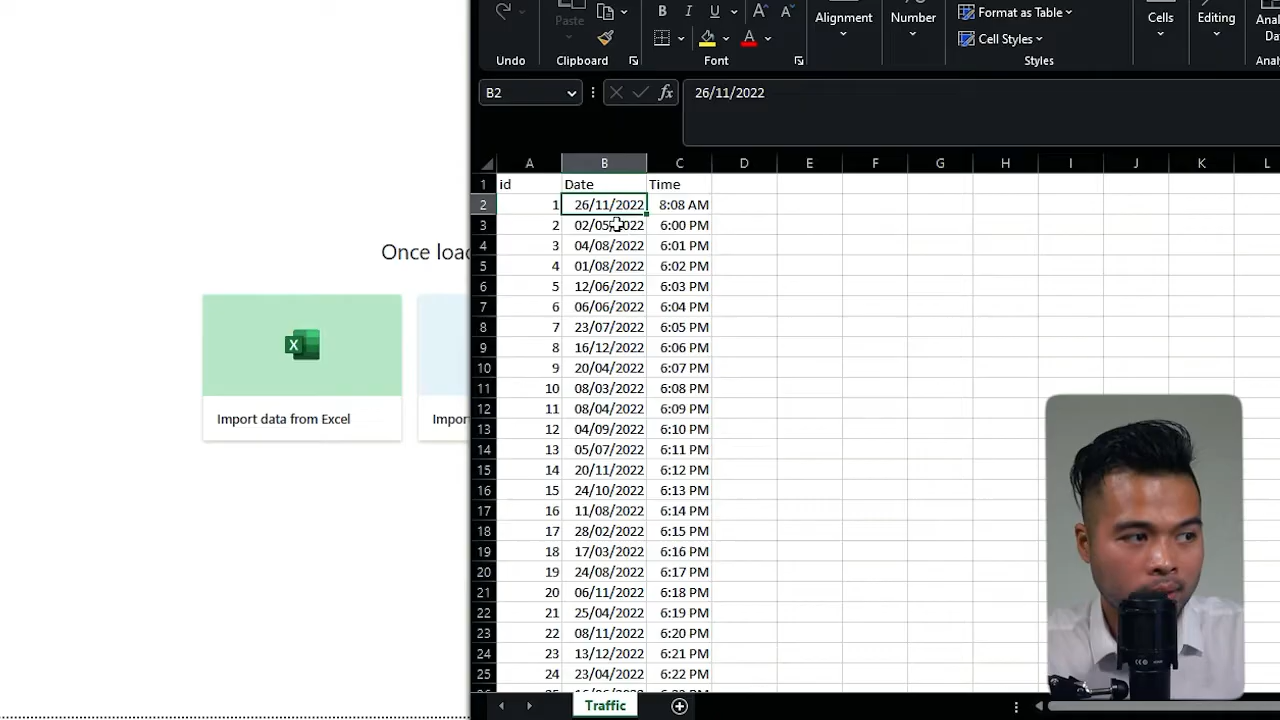 Paste
B I U A A
Alignment
Number
Format as Table
Cell Styles
Cells
Editing
A
Undo
Clipboard
Font
Styles
B2
fx
26/11/2022
A B C D E F G H I J K L
1 id Date Time
2 1 26/11/2022 8:08 AM
3 2 02/05/2022 6:00 PM
4 3 04/08/2022 6:01 PM
5 4 01/08/2022 6:02 PM
6 5 12/06/2022 6:03 PM
7 6 06/06/2022 6:04 PM
8 7 23/07/2022 6:05 PM
9 8 16/12/2022 6:06 PM
10 9 20/04/2022 6:07 PM
11 10 08/03/2022 6:08 PM
12 11 08/04/2022 6:09 PM
13 12 04/09/2022 6:10 PM
14 13 05/07/2022 6:11 PM
15 14 20/11/2022 6:12 PM
16 15 24/10/2022 6:13 PM
17 16 11/08/2022 6:14 PM
18 17 28/02/2022 6:15 PM
19 18 17/03/2022 6:16 PM
20 19 24/08/2022 6:17 PM
21 20 06/11/2022 6:18 PM
22 21 25/04/2022 6:19 PM
23 22 08/11/2022 6:20 PM
24 23 13/12/2022 6:21 PM
25 24 23/04/2022 6:22 PM
Traffic
Once load
X
Import data from Excel
Impor